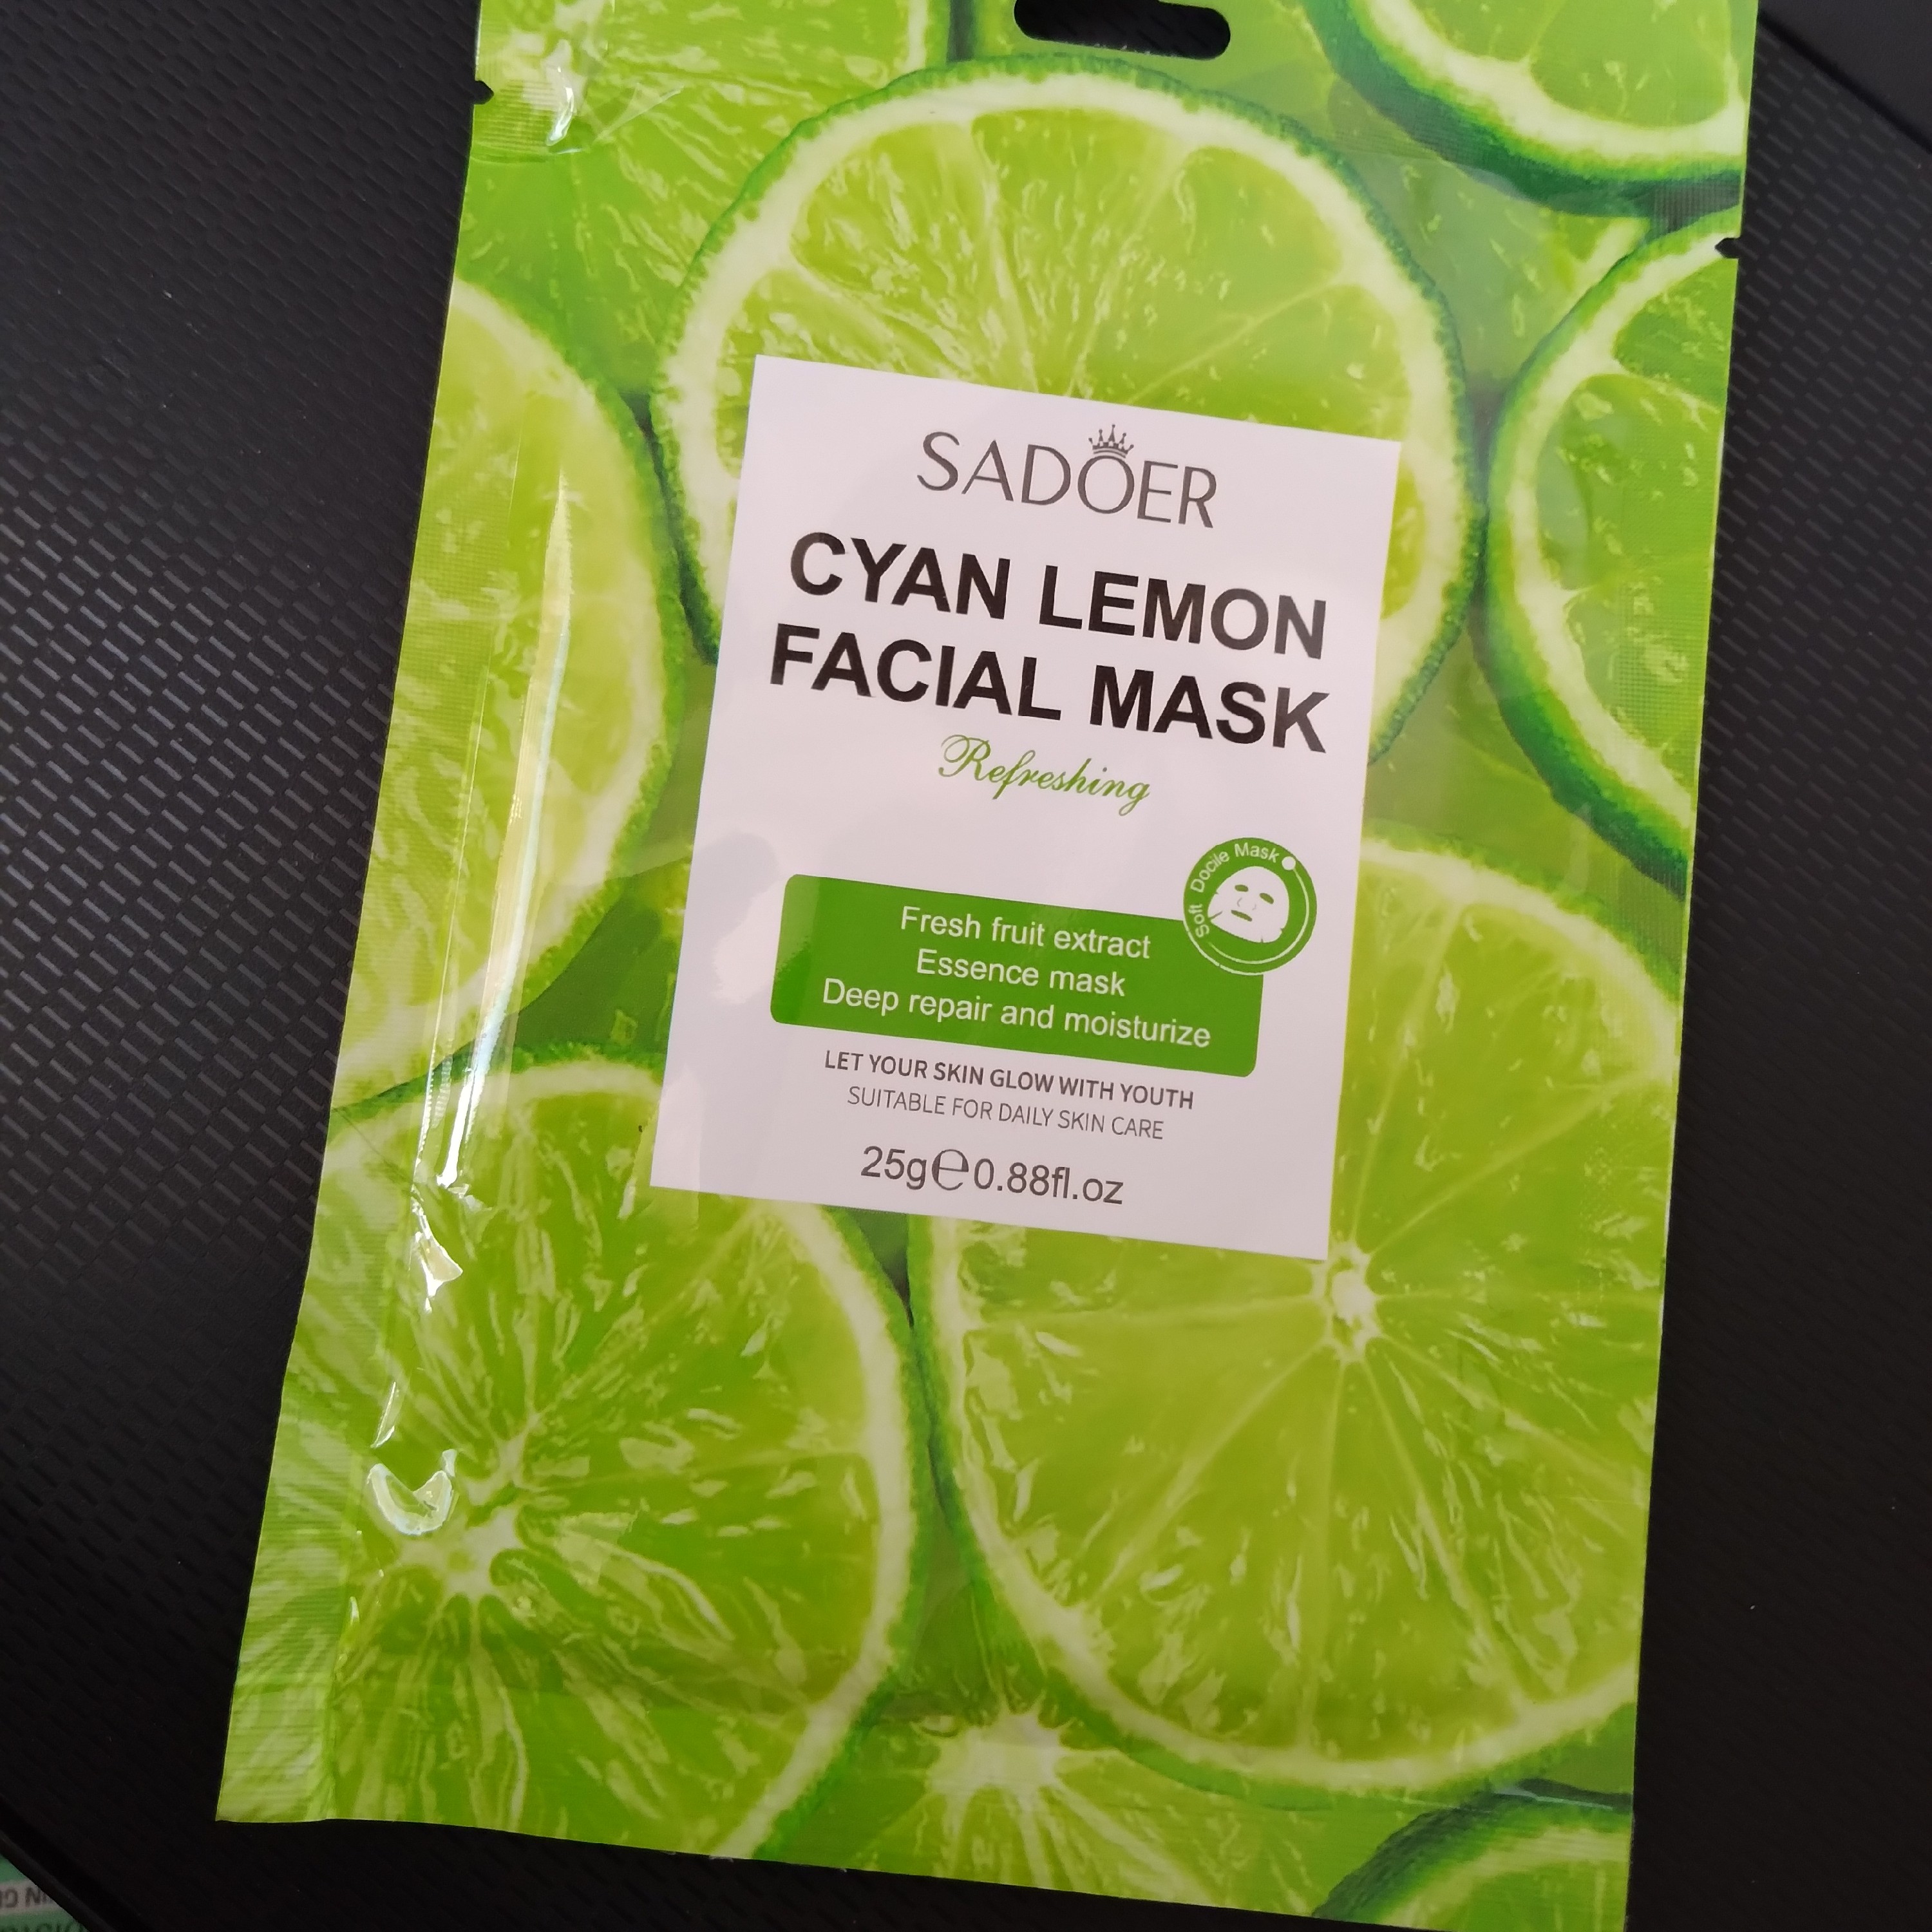 SADOER
CYAN LEMON
FACIAL MASK
Refreshing
Soft Docile Mask
Fresh fruit extract
Essence mask
Deep repair and moisturize
LET YOUR SKIN GLOW WITH YOUTH
SUITABLE FOR DAILY SKIN CARE
25g℮0.88fl.oz